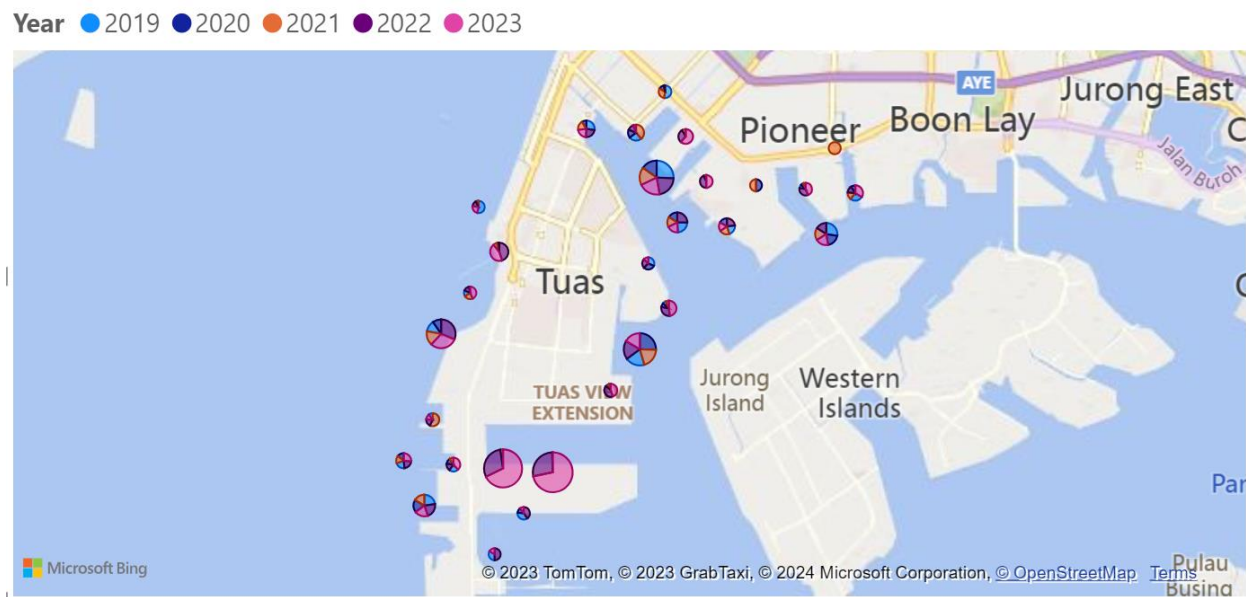 Year 2019 2020 2021 2022 2023
AYE
Jurong East
Pioneer
Boon Lay
Jalan Buroh
Tuas
TUAS VIEW
EXTENSION
Jurong
Island
Western
Islands
Microsoft Bing
© 2023 TomTom, © 2023 GrabTaxi, © 2024 Microsoft Corporation, © OpenStreetMap Terms
Pulau
Busing